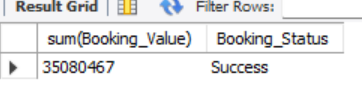 Result Grid Filter Rows:
sum(Booking_Value) Booking_Status
35080467 Success